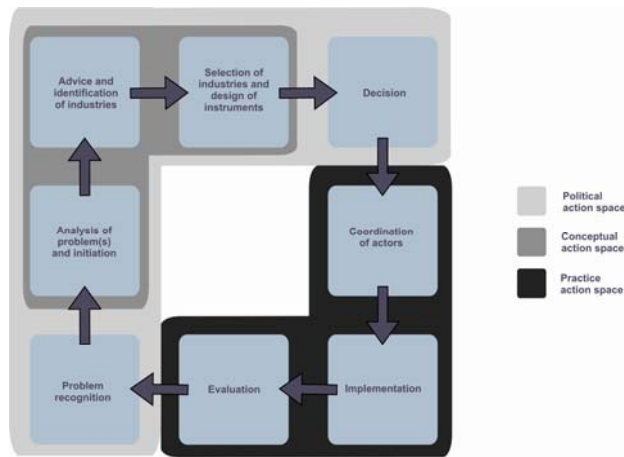 Advice and
identification
of industries
Selection of
industries and
design of
instruments
Decision
Analysis of
problem(s)
and initiation
Coordination
of actors
Problem
recognition
Evaluation
Implementation
Political
action space
Conceptual
action space
Practice
action space